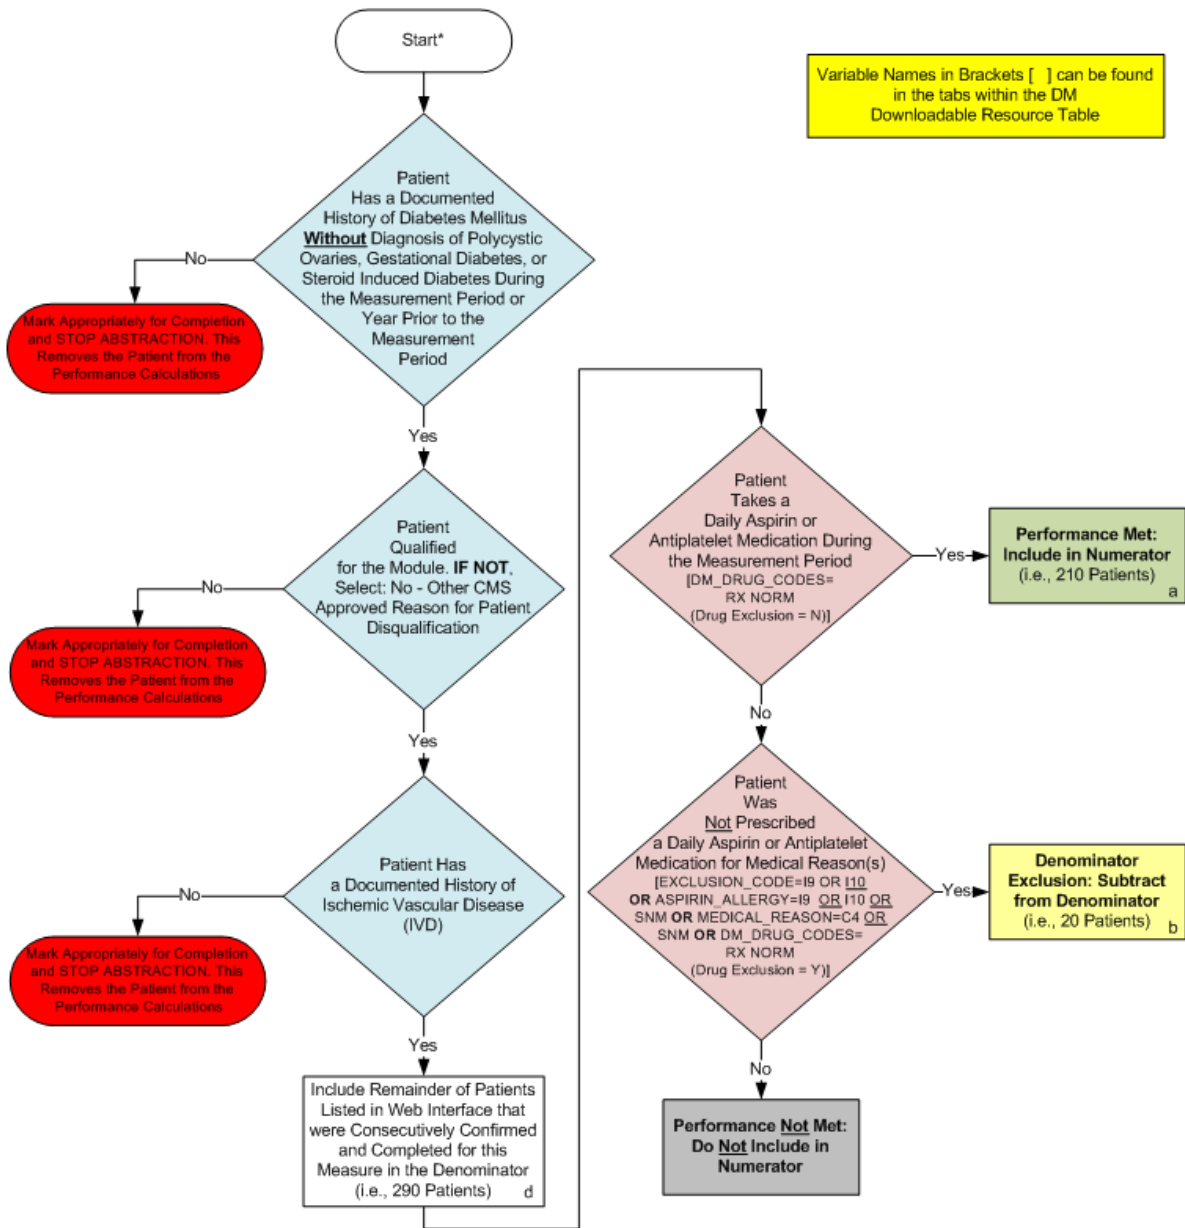 Start*
Variable Names in Brackets [  ] can be found
in the tabs within the DM
Downloadable Resource Table
Patient
Has a Documented
History of Diabetes Mellitus
Without Diagnosis of Polycystic
Ovaries, Gestational Diabetes, or
Steroid Induced Diabetes During
the Measurement Period or
Year Prior to the
Measurement
Period
No
Mark Appropriately for Completion
and STOP ABSTRACTION. This
Removes the Patient from the
Performance Calculations
Yes
Patient
Qualified
for the Module. IF NOT,
Select: No - Other CMS
Approved Reason for Patient
Disqualification
No
Mark Appropriately for Completion
and STOP ABSTRACTION. This
Removes the Patient from the
Performance Calculations
Yes
Patient Has
a Documented History of
Ischemic Vascular Disease
(IVD)
No
Mark Appropriately for Completion
and STOP ABSTRACTION. This
Removes the Patient from the
Performance Calculations
Yes
Include Remainder of Patients
Listed in Web Interface that
were Consecutively Confirmed
and Completed for this
Measure in the Denominator
(i.e., 290 Patients) d
Patient
Takes a
Daily Aspirin or
Antiplatelet Medication During
the Measurement Period
[DM_DRUG_CODES=
RX NORM
(Drug Exclusion = N)]
Yes
Performance Met:
Include in Numerator
(i.e., 210 Patients)
a
No
Patient
Was
Not Prescribed
a Daily Aspirin or Antiplatelet
Medication for Medical Reason(s)
[EXCLUSION_CODE=I9 OR I10
OR ASPIRIN_ALLERGY=I9 OR I10 OR
SNM OR MEDICAL_REASON=C4 OR
SNM OR DM_DRUG_CODES=
RX NORM
(Drug Exclusion = Y)]
Yes
Denominator
Exclusion: Subtract
from Denominator
(i.e., 20 Patients)
b
No
Performance Not Met:
Do Not Include in
Numerator